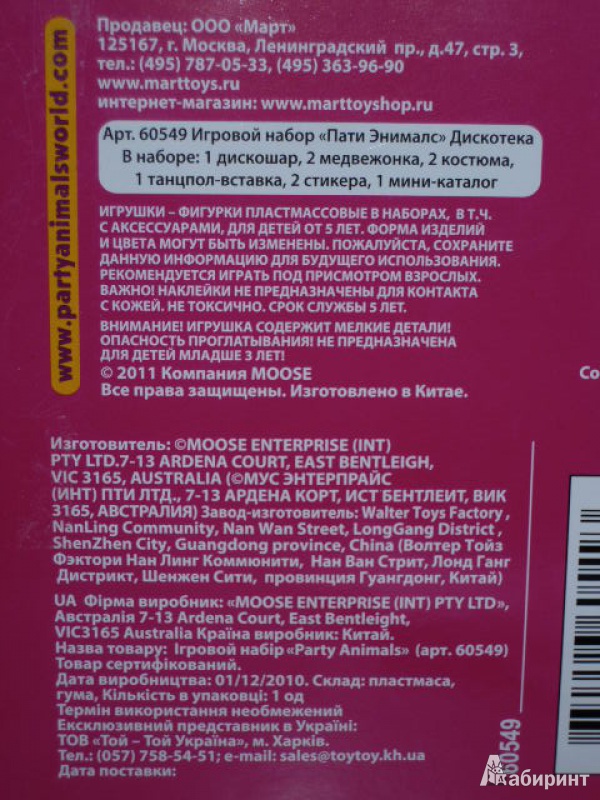 Продавец: ООО «Март»
125167, г. Москва, Ленинградский пр., д.47, стр. 3,
тел.: (495) 787-05-33, (495) 363-96-90
www.marttoys.ru
интернет-магазин: www.marttoyshop.ru
www.partyanimalsworld.com
Арт. 60549 Игровой набор «Пати Энималс» Дискотека
В наборе: 1 дискошар, 2 медвежонка, 2 костюма,
1 танцпол-вставка, 2 стикера, 1 мини-каталог
ИГРУШКИ – ФИГУРКИ ПЛАСТМАССОВЫЕ В НАБОРАХ, В Т.Ч.
С АКСЕССУАРАМИ, ДЛЯ ДЕТЕЙ ОТ 5 ЛЕТ. ФОРМА ИЗДЕЛИЙ
И ЦВЕТА МОГУТ БЫТЬ ИЗМЕНЕНЫ. ПОЖАЛУЙСТА, СОХРАНИТЕ
ДАННУЮ ИНФОРМАЦИЮ ДЛЯ БУДУЩЕГО ИСПОЛЬЗОВАНИЯ.
РЕКОМЕНДУЕТСЯ ИГРАТЬ ПОД ПРИСМОТРОМ ВЗРОСЛЫХ.
ВАЖНО! НАКЛЕЙКИ НЕ ПРЕДНАЗНАЧЕНЫ ДЛЯ КОНТАКТА
С КОЖЕЙ. НЕ ТОКСИЧНО. СРОК СЛУЖБЫ 5 ЛЕТ.
ВНИМАНИЕ! ИГРУШКА СОДЕРЖИТ МЕЛКИЕ ДЕТАЛИ!
ОПАСНОСТЬ ПРОГЛАТЫВАНИЯ! НЕ ПРЕДНАЗНАЧЕНА
ДЛЯ ДЕТЕЙ МЛАДШЕ 3 ЛЕТ!
© 2011 Компания MOOSE
Все права защищены. Изготовлено в Китае.
Co
Изготовитель: ©MOOSE ENTERPRISE (INT)
PTY LTD.7-13 ARDENA COURT, EAST BENTLEIGH,
VIC 3165, AUSTRALIA (©МУС ЭНТЕРПРАЙС
(ИНТ) ПТИ ЛТД., 7-13 АРДЕНА КОРТ, ИСТ БЕНТЛЕИТ, ВИК
3165, АВСТРАЛИЯ) Завод-изготовитель: Walter Toys Factory ,
NanLing Community, Nan Wan Street, LongGang District ,
ShenZhen City, Guangdong province, China (Волтер Тойз
Фэктори Нан Линг Коммюнити, Нан Ван Стрит, Лонд Ганг
Дистрикт, Шенжен Сити, провинция Гуангдонг, Китай)
UA Фірма виробник: «MOOSE ENTERPRISE (INT) PTY LTD»,
Австралія 7-13 Ardena Court, East Bentleight,
VIC3165 Australia Країна виробник: Китай.
Назва товару: Ігровой набір «Party Animals» (арт. 60549)
Товар сертифікований.
Дата виробництва: 01/12/2010. Склад: пластмаса,
гума, Кількість в упаковці: 1 од
Термін використання необмежений
Ексклюзивний представник в Україні:
ТОВ «Той – Той Україна», м. Харків.
Тел.: (057) 758-54-51; e-mail: sales@toytoy.kh.ua
Дата поставки:
60549
Лабиринт